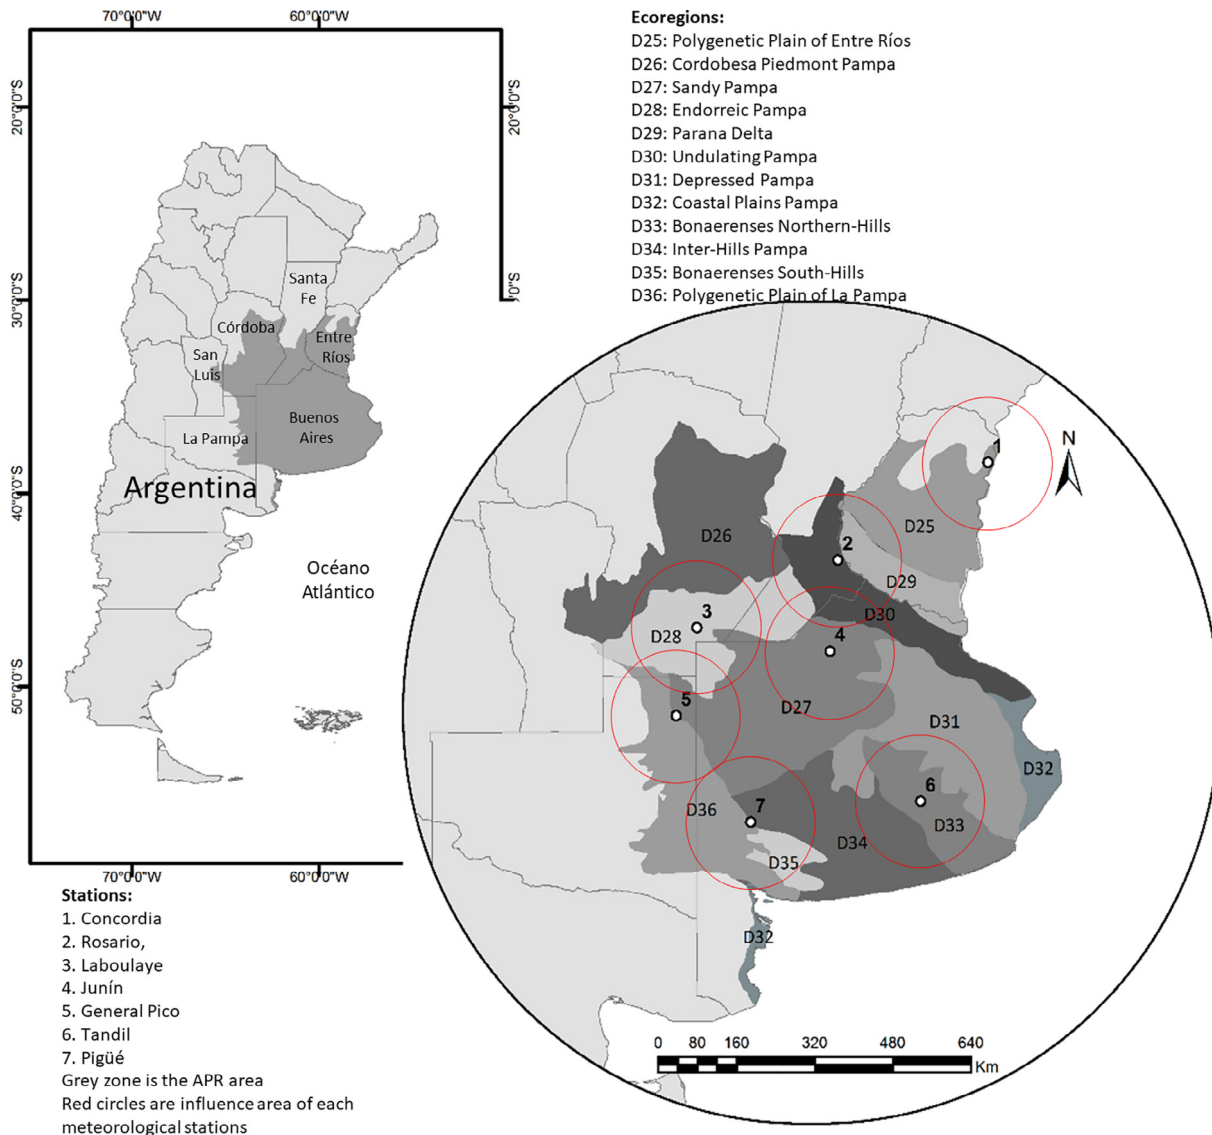 70°0'0"W
60°0'0"W
20°0'0"S
20°0'0"S
30°0'0"S
0'0"S
40°0'0"S
50°0'0"S
Santa
Fe
Córdoba
Entre
Ríos
San
Luis
Buenos
Aires
La Pampa
Argentina
Océano
Atlántico
70°0'0"W
60°0'0"W
Ecoregions:
D25: Polygenetic Plain of Entre Ríos
D26: Cordobesa Piedmont Pampa
D27: Sandy Pampa
D28: Endorreic Pampa
D29: Parana Delta
D30: Undulating Pampa
D31: Depressed Pampa
D32: Coastal Plains Pampa
D33: Bonaerenses Northern-Hills
D34: Inter-Hills Pampa
D35: Bonaerenses South-Hills
D36: Polygenetic Plain of La Pampa
N
1
D25
D26
2
D29
D30
3
D28
4
5
D27
D31
D32
6
D36
7
D33
D34
D35
D32
0 80 160 320 480 640
Km
Stations:
1. Concordia
2. Rosario,
3. Laboulaye
4. Junín
5. General Pico
6. Tandil
7. Pigüé
Grey zone is the APR area
Red circles are influence area of each
meteorological stations